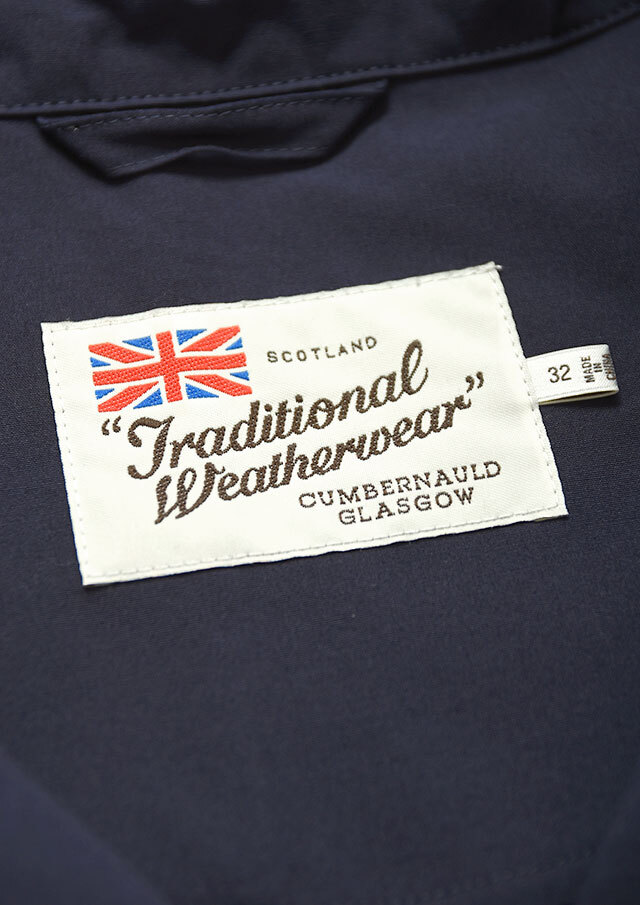 SCOTLAND
"Traditional
Weatherwear"
CUMBERNAULD
GLASGOW
32
MADE
IN
CHINA